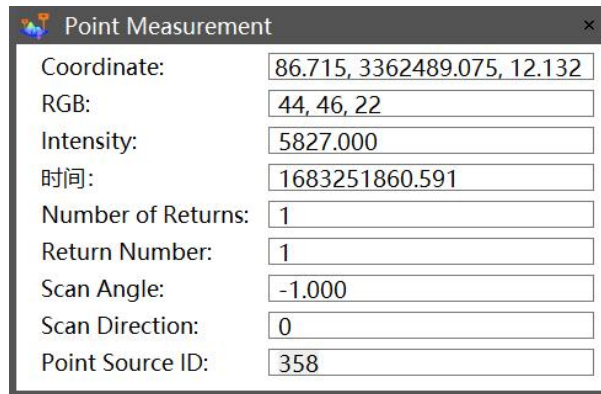 Point Measurement ×
Coordinate: 86.715, 3362489.075, 12.132
RGB: 44, 46, 22
Intensity: 5827.000
时间: 1683251860.591
Number of Returns: 1
Return Number: 1
Scan Angle: -1.000
Scan Direction: 0
Point Source ID: 358